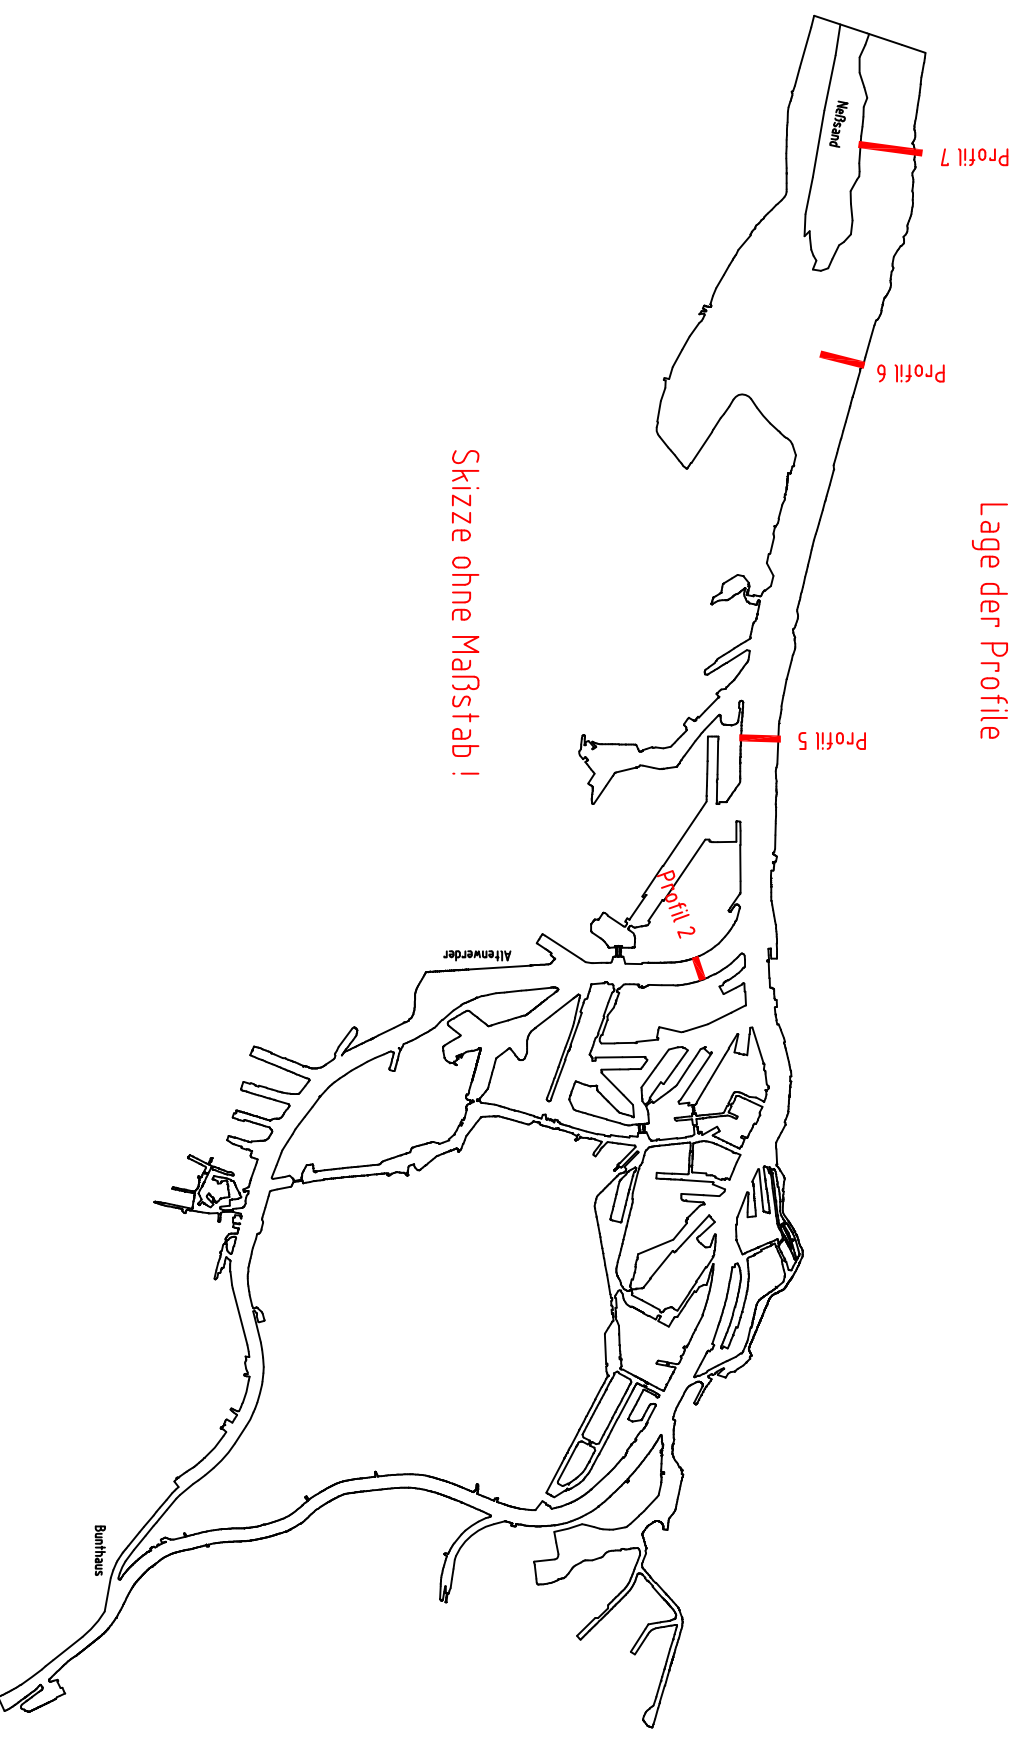 Lage der Profile
Skizze ohne Maßstab !
Neßsand
Profil 7
Profil 6
Profil 5
Profil 2
Altenwerder
Bunthaus